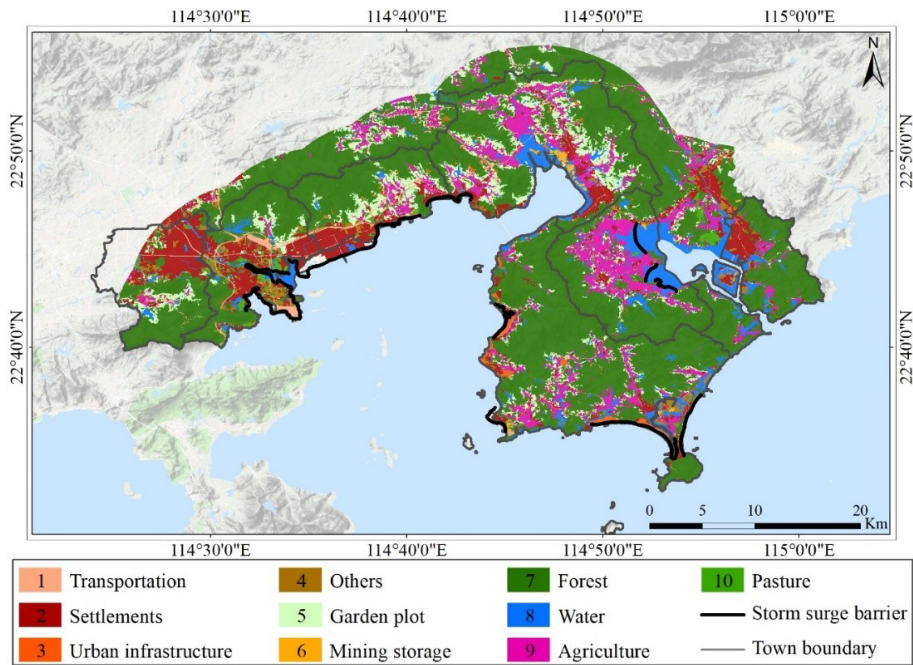 114°30'0"E 114°40'0"E 114°50'0"E 115°0'0"E
N
22°50'0"N 22°50'0"N
22°40'0"N 22°40'0"N
0 5 10 20
Km
114°30'0"E 114°40'0"E 114°50'0"E 115°0'0"E
1 Transportation 4 Others 7 Forest 10 Pasture
2 Settlements 5 Garden plot 8 Water Storm surge barrier
3 Urban infrastructure 6 Mining storage 9 Agriculture Town boundary